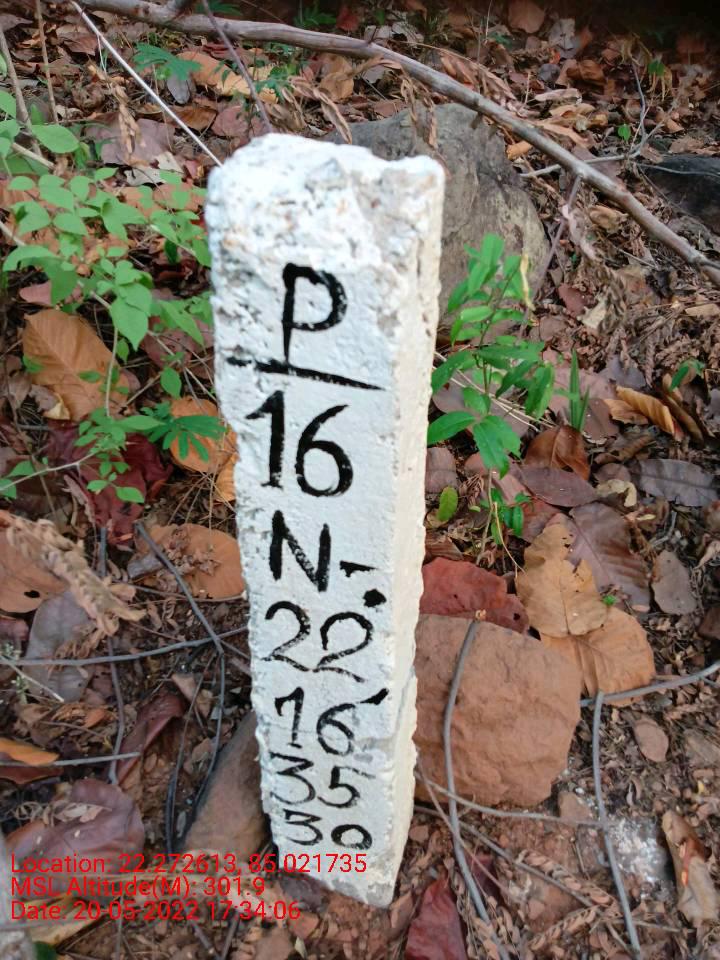 P
16
N-
22
16
35
30
Location: 22.272613, 85.021735
MSL Altitude(M): 301.9
Date: 20-05-2022 17:34:06